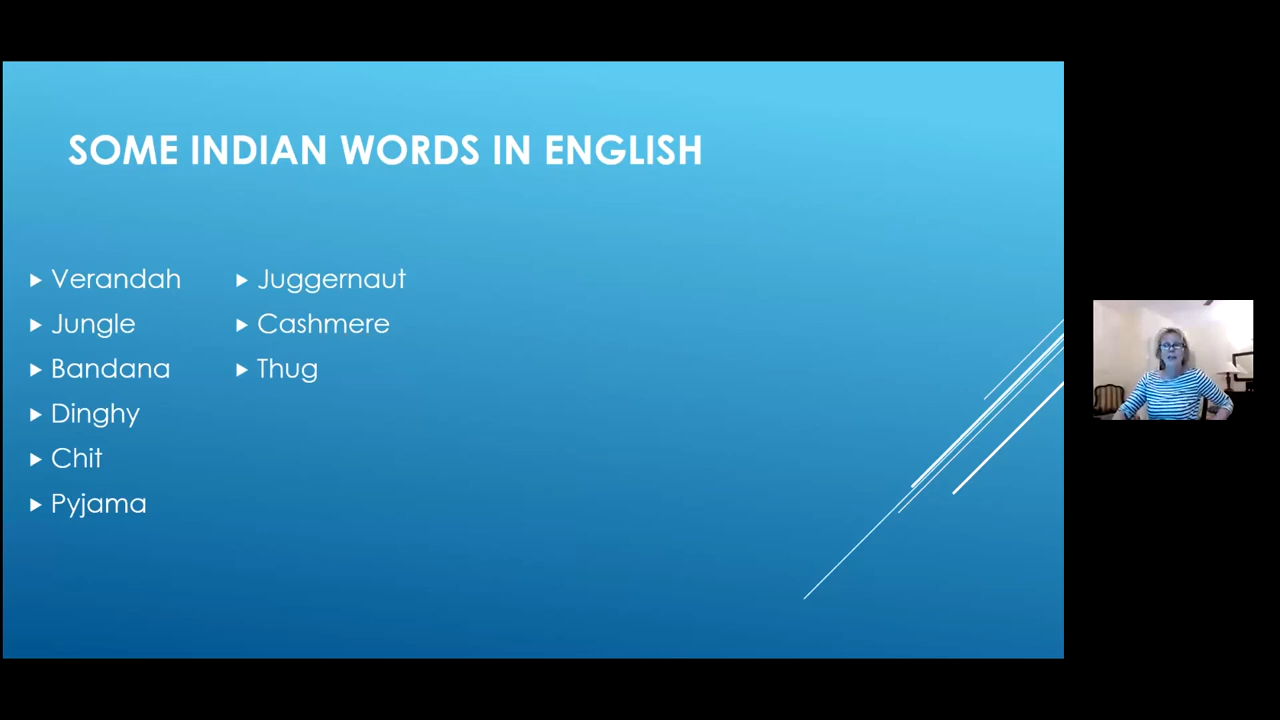 SOME INDIAN WORDS IN ENGLISH
Verandah
Jungle
Bandana
Dinghy
Chit
Pyjama
Juggernaut
Cashmere
Thug